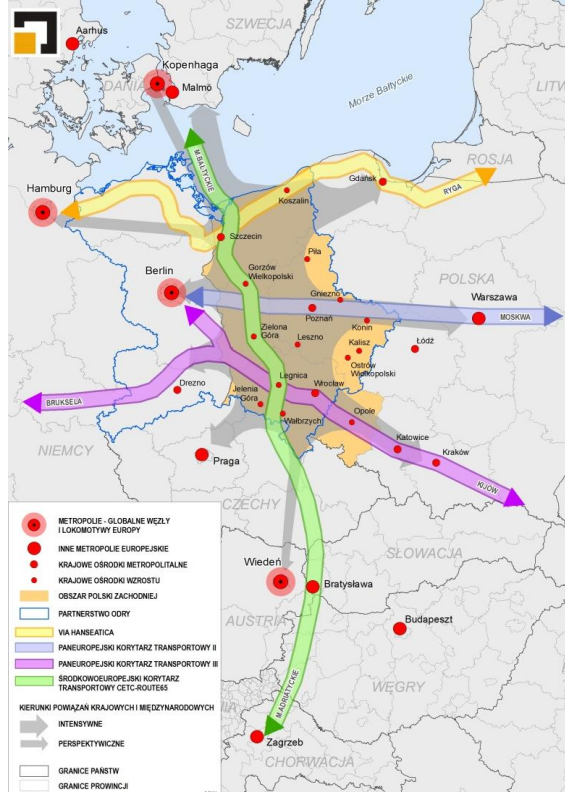 SZWECJA
Aarhus
Kopenhaga
DANIA
Malmö
Morze Bałtyckie
LITW
M.BAŁTYCKIE
ROSJA
Hamburg
Gdańsk
RYGA
Koszalin
Szczecin
Piła
Berlin
Gorzów
Wielkopolski
POLSKA
Gniezno
Warszawa
Poznań
MOSKWA
Konin
Zielona
Góra
Leszno
Kalisz
Łódź
Ostrów
Wielkopolski
Legnica
Drezno
Jelenia
Góra
Wrocław
BRUKSELA
Wałbrzych
Opole
NIEMCY
Katowice
Praga
Kraków
KIJÓW
CZECHY
SŁOWACJA
Wiedeń
Bratysława
AUSTRIA
Budapeszt
WĘGRY
M.ADRIATYCKIE
Zagrzeb
CHORWACJA
METROPOLIE - GLOBALNE WĘZŁY
I LOKOMOTYWY EUROPY
INNE METROPOLIE EUROPEJSKIE
KRAJOWE OŚRODKI METROPOLITALNE
KRAJOWE OŚRODKI WZROSTU
OBSZAR POLSKI ZACHODNIEJ
PARTNERSTWO ODRY
VIA HANSEATICA
PANEUROPEJSKI KORYTARZ TRANSPORTOWY II
PANEUROPEJSKI KORYTARZ TRANSPORTOWY III
ŚRODKOWOEUROPEJSKI KORYTARZ
TRANSPORTOWY CETC-ROUTE65
KIERUNKI POWIĄZAŃ KRAJOWYCH I MIĘDZYNARODOWYCH
INTENSYWNE
PERSPEKTYWICZNE
GRANICE PAŃSTW
GRANICE PROWINCJI